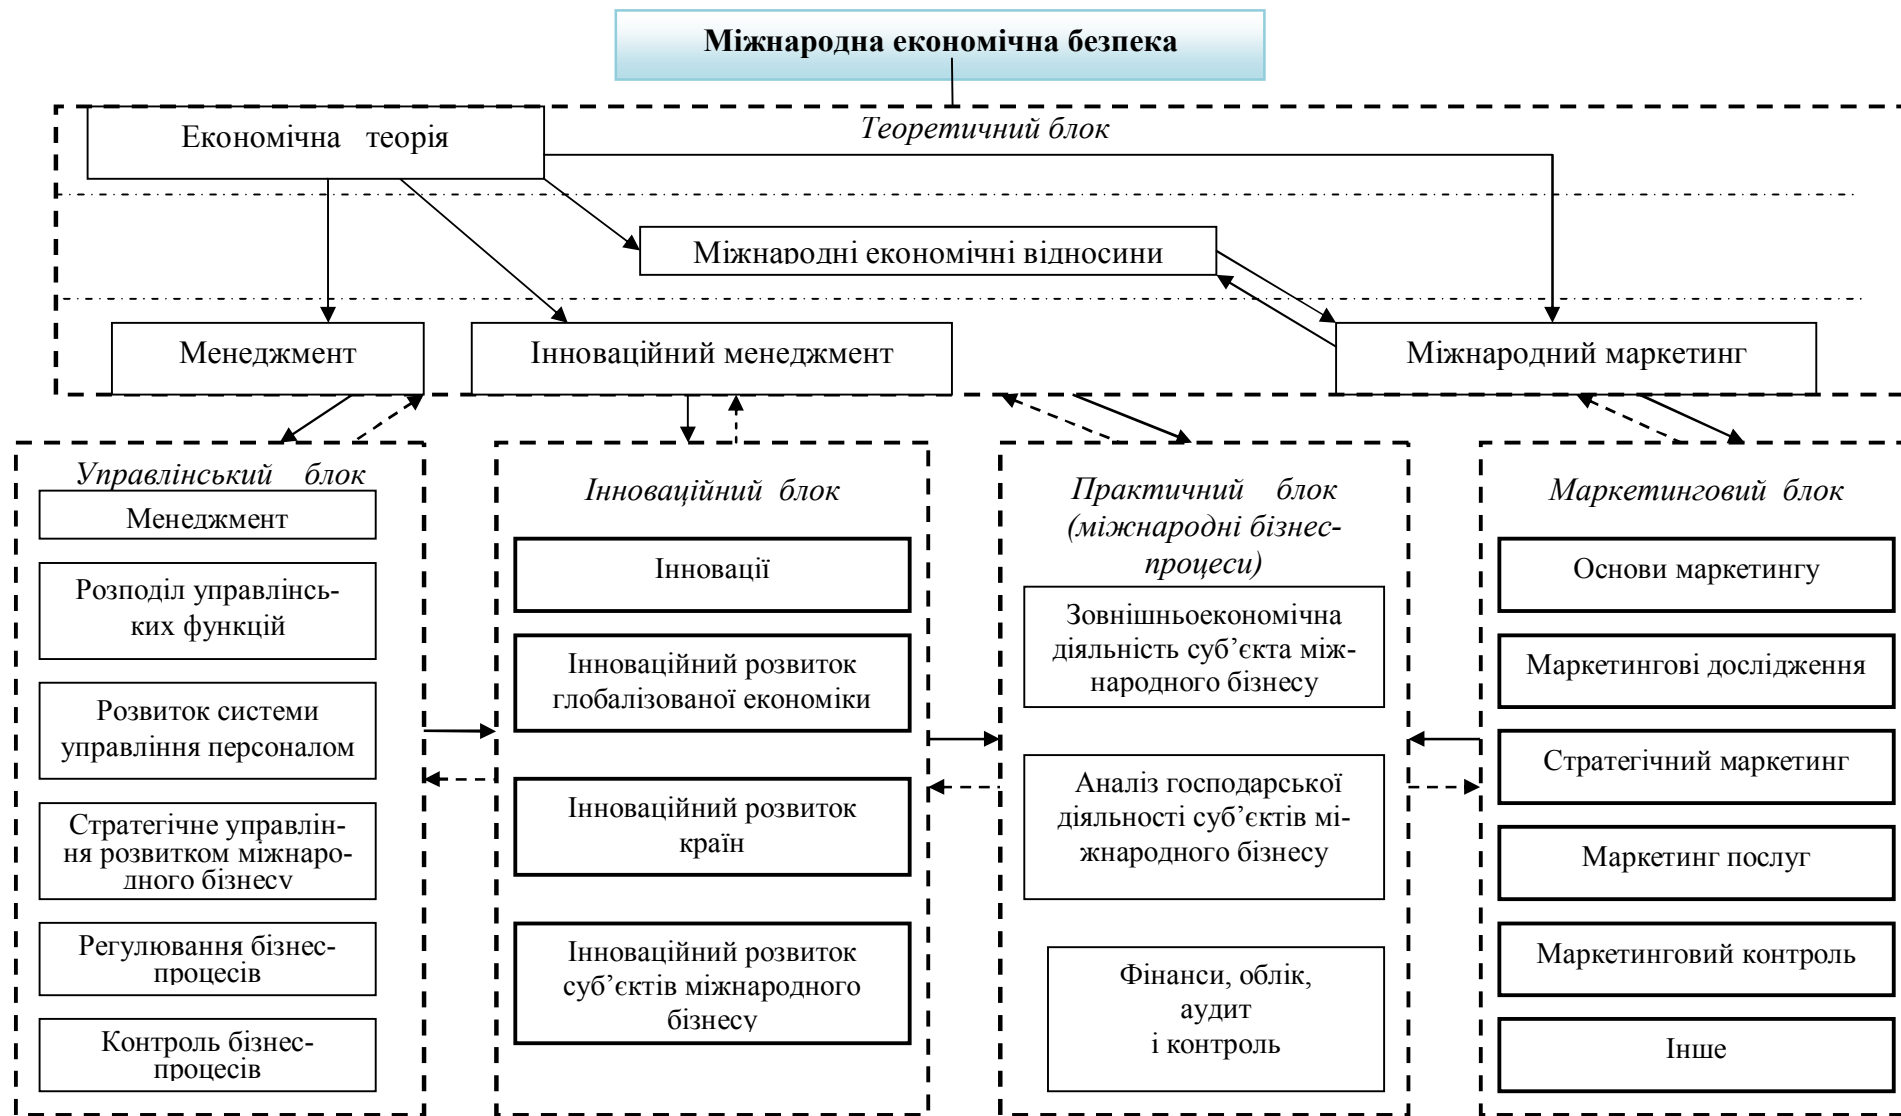 Міжнародна економічна безпека
Теоретичний блок
Економічна теорія
Міжнародні економічні відносини
Менеджмент
Інноваційний менеджмент
Міжнародний маркетинг
Управлінський блок
Менеджмент
Розподіл управлінсь-
ких функцій
Розвиток системи
управління персоналом
Стратегічне управлін-
ня розвитком міжнаро-
дного бізнесу
Регулювання бізнес-
процесів
Контроль бізнес-
процесів
Інноваційний блок
Інновації
Інноваційний розвиток
глобалізованої економіки
Інноваційний розвиток
країн
Інноваційний розвиток
суб’єктів міжнародного
бізнесу
Практичний блок
(міжнародні бізнес-
процеси)
Зовнішньоекономічна
діяльність суб’єкта між-
народного бізнесу
Аналіз господарської
діяльності суб’єктів мі-
жнародного бізнесу
Фінанси, облік,
аудит
і контроль
Маркетинговий блок
Основи маркетингу
Маркетингові дослідження
Стратегічний маркетинг
Маркетинг послуг
Маркетинговий контроль
Інше